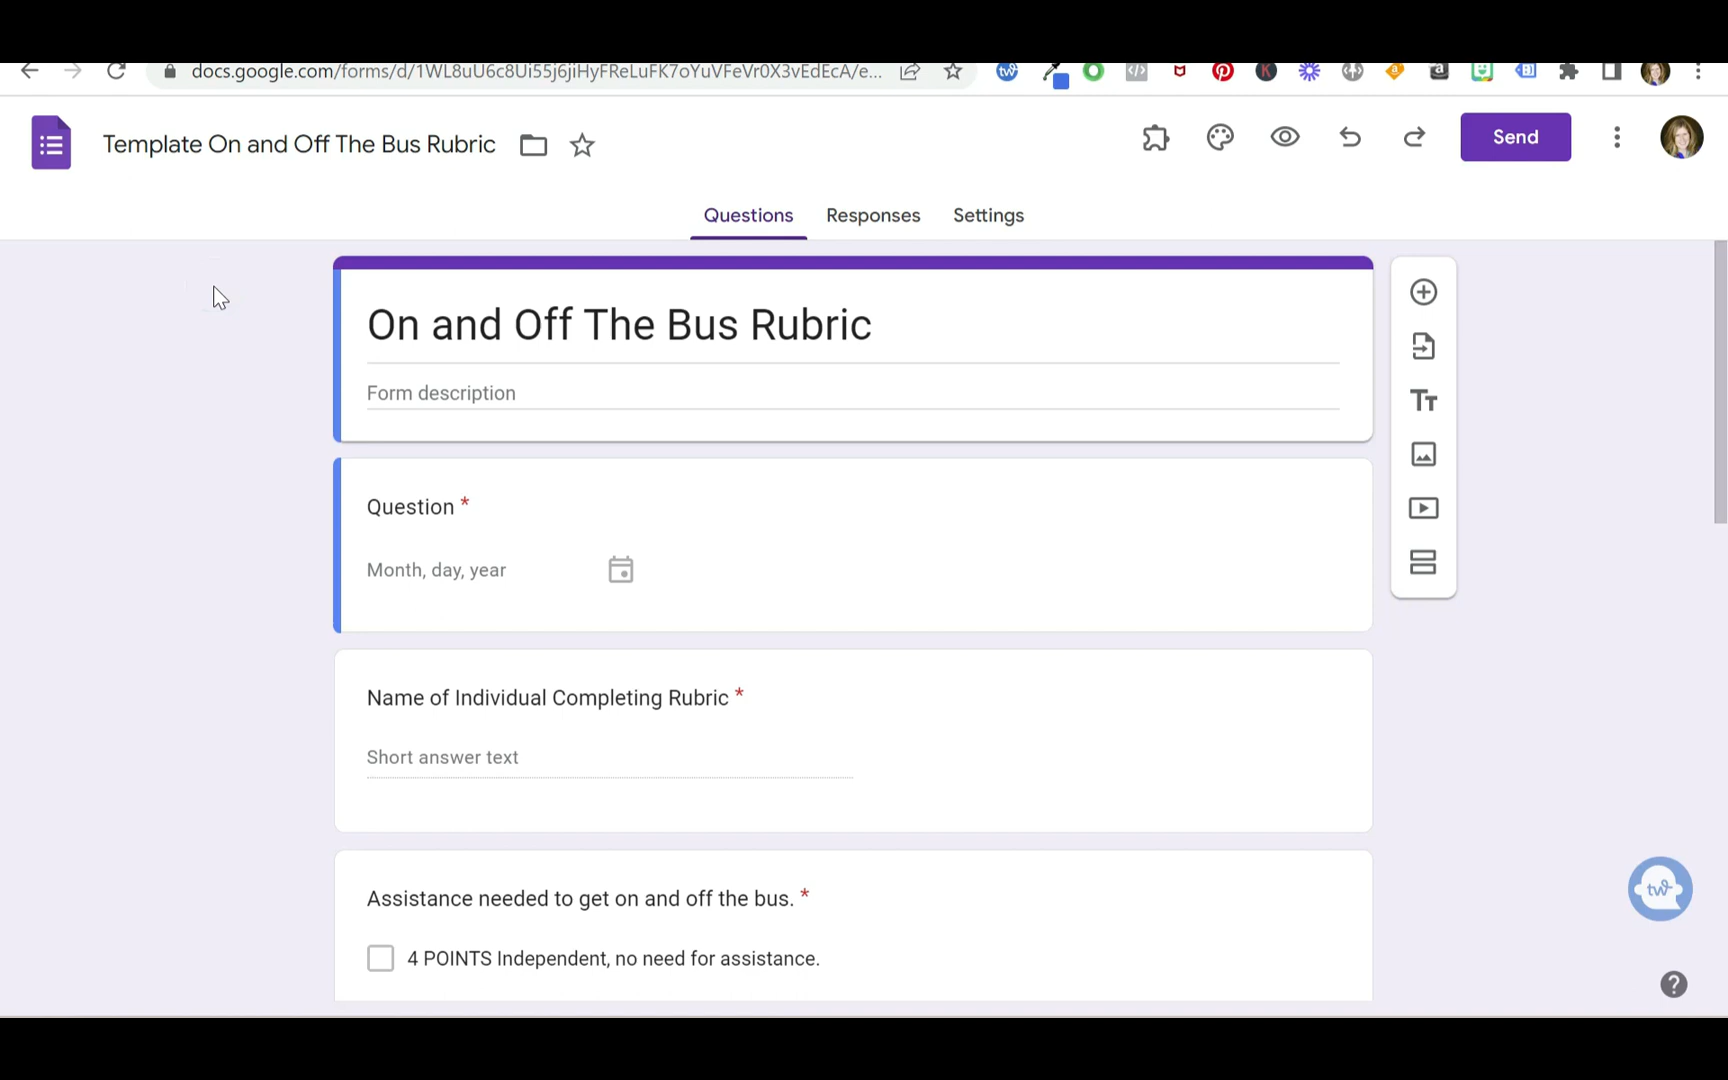 docs.google.com/forms/d/1WL8uU6c8Ui55j6jiHyFReLuFK7oYuVFeVr0X3vEdEcA/e...
Template On and Off The Bus Rubric
Send
Questions Responses Settings
On and Off The Bus Rubric
Form description
Question *
Month, day, year
Name of Individual Completing Rubric *
Short answer text
Assistance needed to get on and off the bus. *
4 POINTS Independent, no need for assistance.
tw